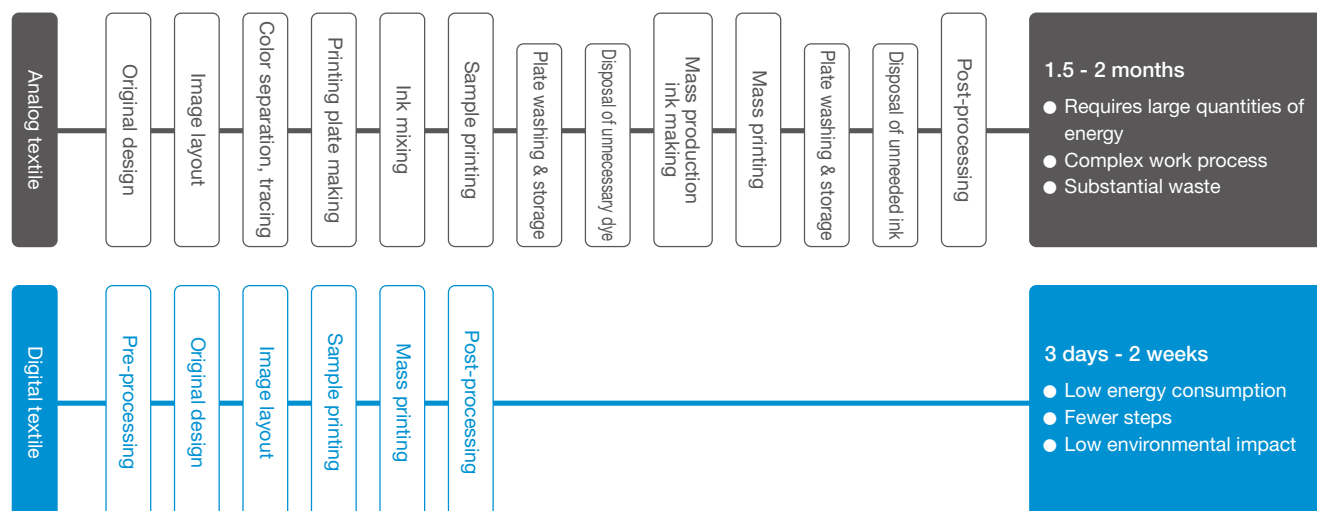 Analog textile
Original design
Image layout
Color separation, tracing
Printing plate making
Ink mixing
Sample printing
Plate washing & storage
Disposal of unnecessary dye
Mass production
ink making
Mass printing
Plate washing & storage
Disposal of unneeded ink
Post-processing
1.5 - 2 months
● Requires large quantities of
energy
● Complex work process
● Substantial waste
Digital textile
Pre-processing
Original design
Image layout
Sample printing
Mass printing
Post-processing
3 days - 2 weeks
● Low energy consumption
● Fewer steps
● Low environmental impact